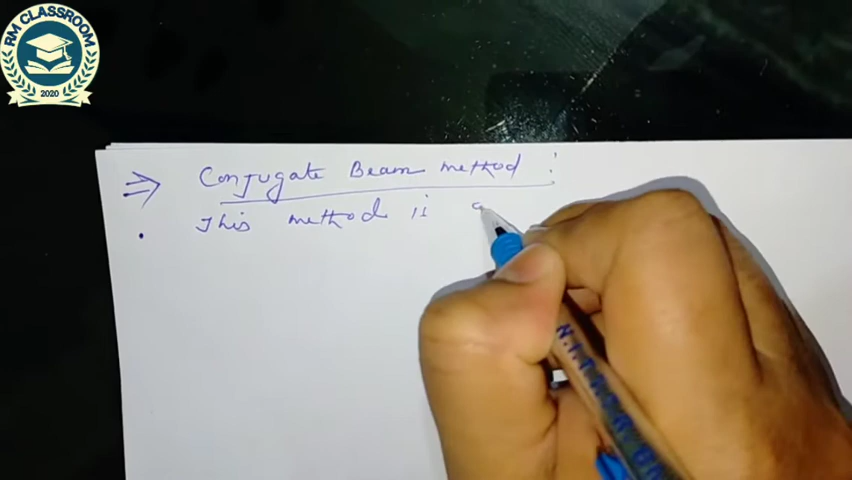 RM CLASSROOM
2020
⇒ Conjugate Beam method :
. This method is